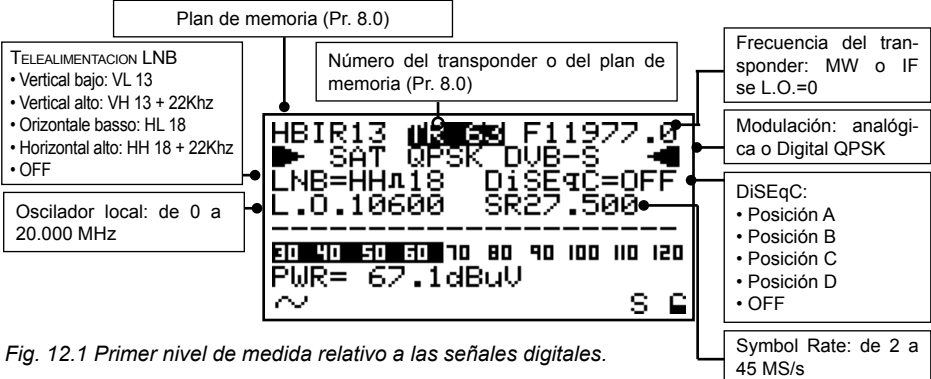 Plan de memoria (Pr. 8.0)
TELEALIMENTACION LNB
• Vertical bajo: VL 13
• Vertical alto: VH 13 + 22Khz
• Orizontale basso: HL 18
• Horizontal alto: HH 18 + 22Khz
• OFF
Oscilador local: de 0 a
20.000 MHz
Número del transponder o del plan de
memoria (Pr. 8.0)
Frecuencia del tran-
sponder: MW o IF
se L.O.=0
Modulación: analógi-
ca o Digital QPSK
DiSEqC:
• Posición A
• Posición B
• Posición C
• Posición D
• OFF
Symbol Rate: de 2 a
45 MS/s
HBIR13 63 F11977.0
SAT QPSK DVB-S
LNB=HH⎍18 DiSEqC=OFF
L.O.10600 SR27.500
30 40 50 60 70 80 90 100 110 120
PWR= 67.1dBuV
S
Fig. 12.1 Primer nivel de medida relativo a las señales digitales.